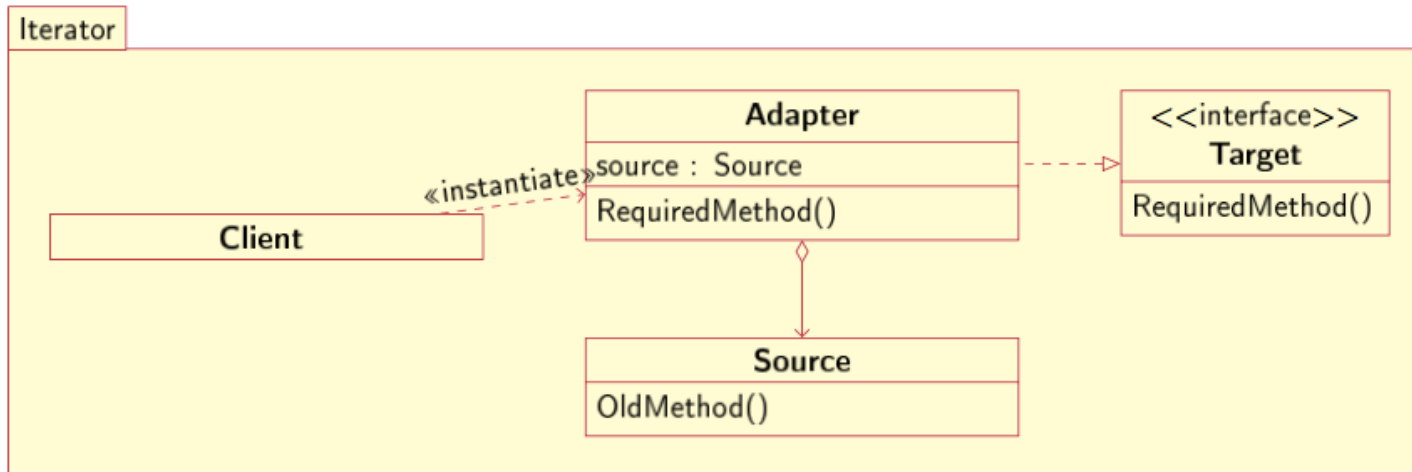 Iterator
Adapter
source : Source
RequiredMethod()
<<interface>>
Target
RequiredMethod()
«instantiate»
Client
Source
OldMethod()